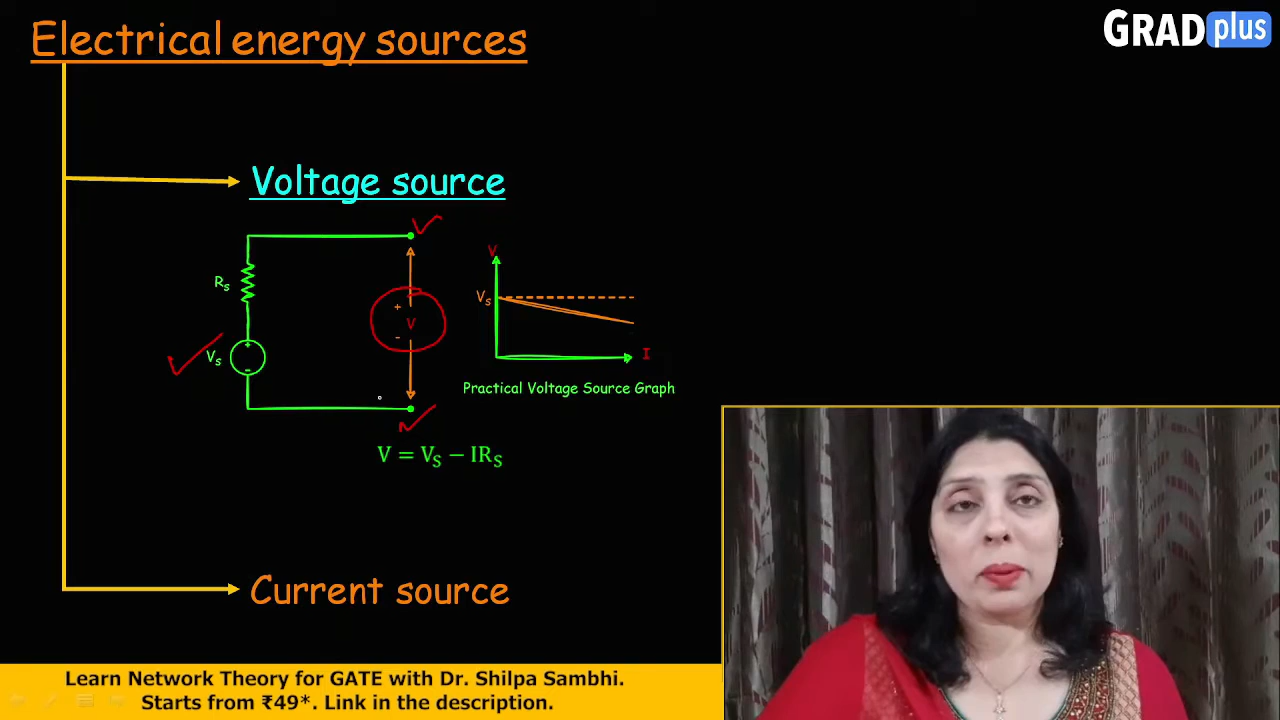 Electrical energy sources
GRADplus
Voltage source
Rs
Vs
+
-
+
V
-
V
Vs
I
Practical Voltage Source Graph
V = VS − IRS
Current source
Learn Network Theory for GATE with Dr. Shilpa Sambhi.
Starts from ₹49*. Link in the description.